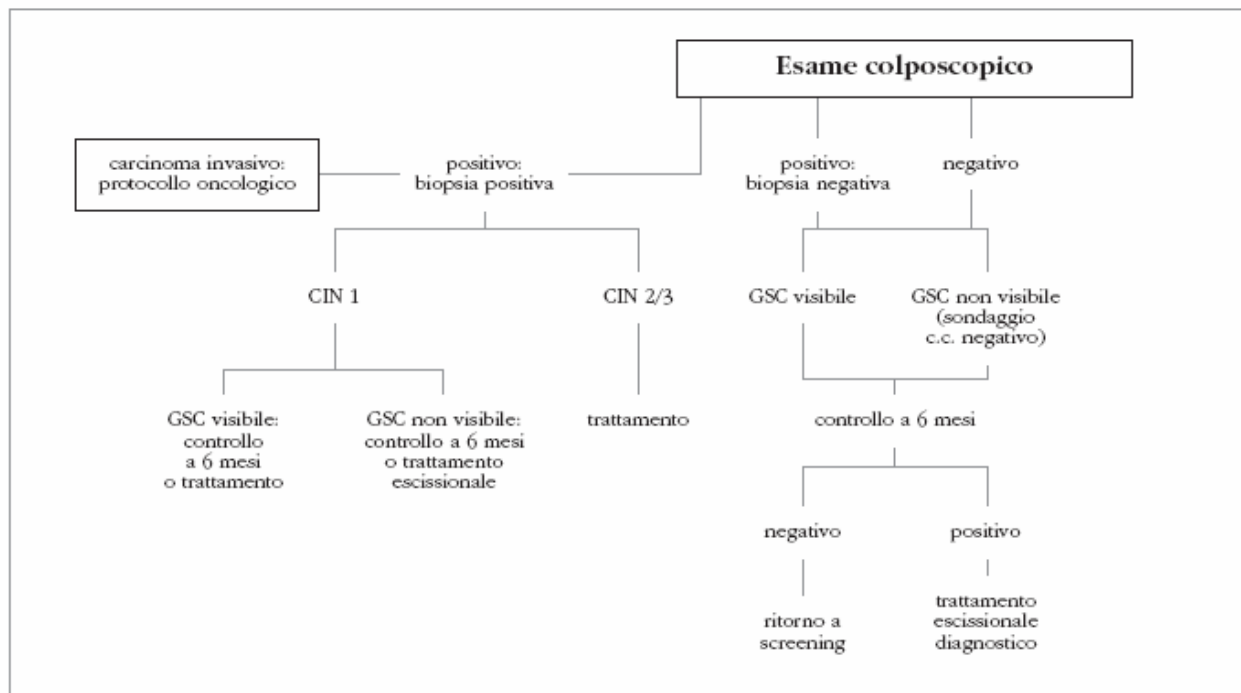 Esame colposcopico
carcinoma invasivo:
protocollo oncologico
positivo:
biopsia positiva
positivo:
biopsia negativa
negativo
CIN 1
CIN 2/3
GSC visibile
GSC non visibile
(sondaggio
c.c. negativo)
GSC visibile:
controllo
a 6 mesi
o trattamento
GSC non visibile:
controllo a 6 mesi
o trattamento
escissionale
trattamento
controllo a 6 mesi
negativo
positivo
ritorno a
screening
trattamento
escissionale
diagnostico